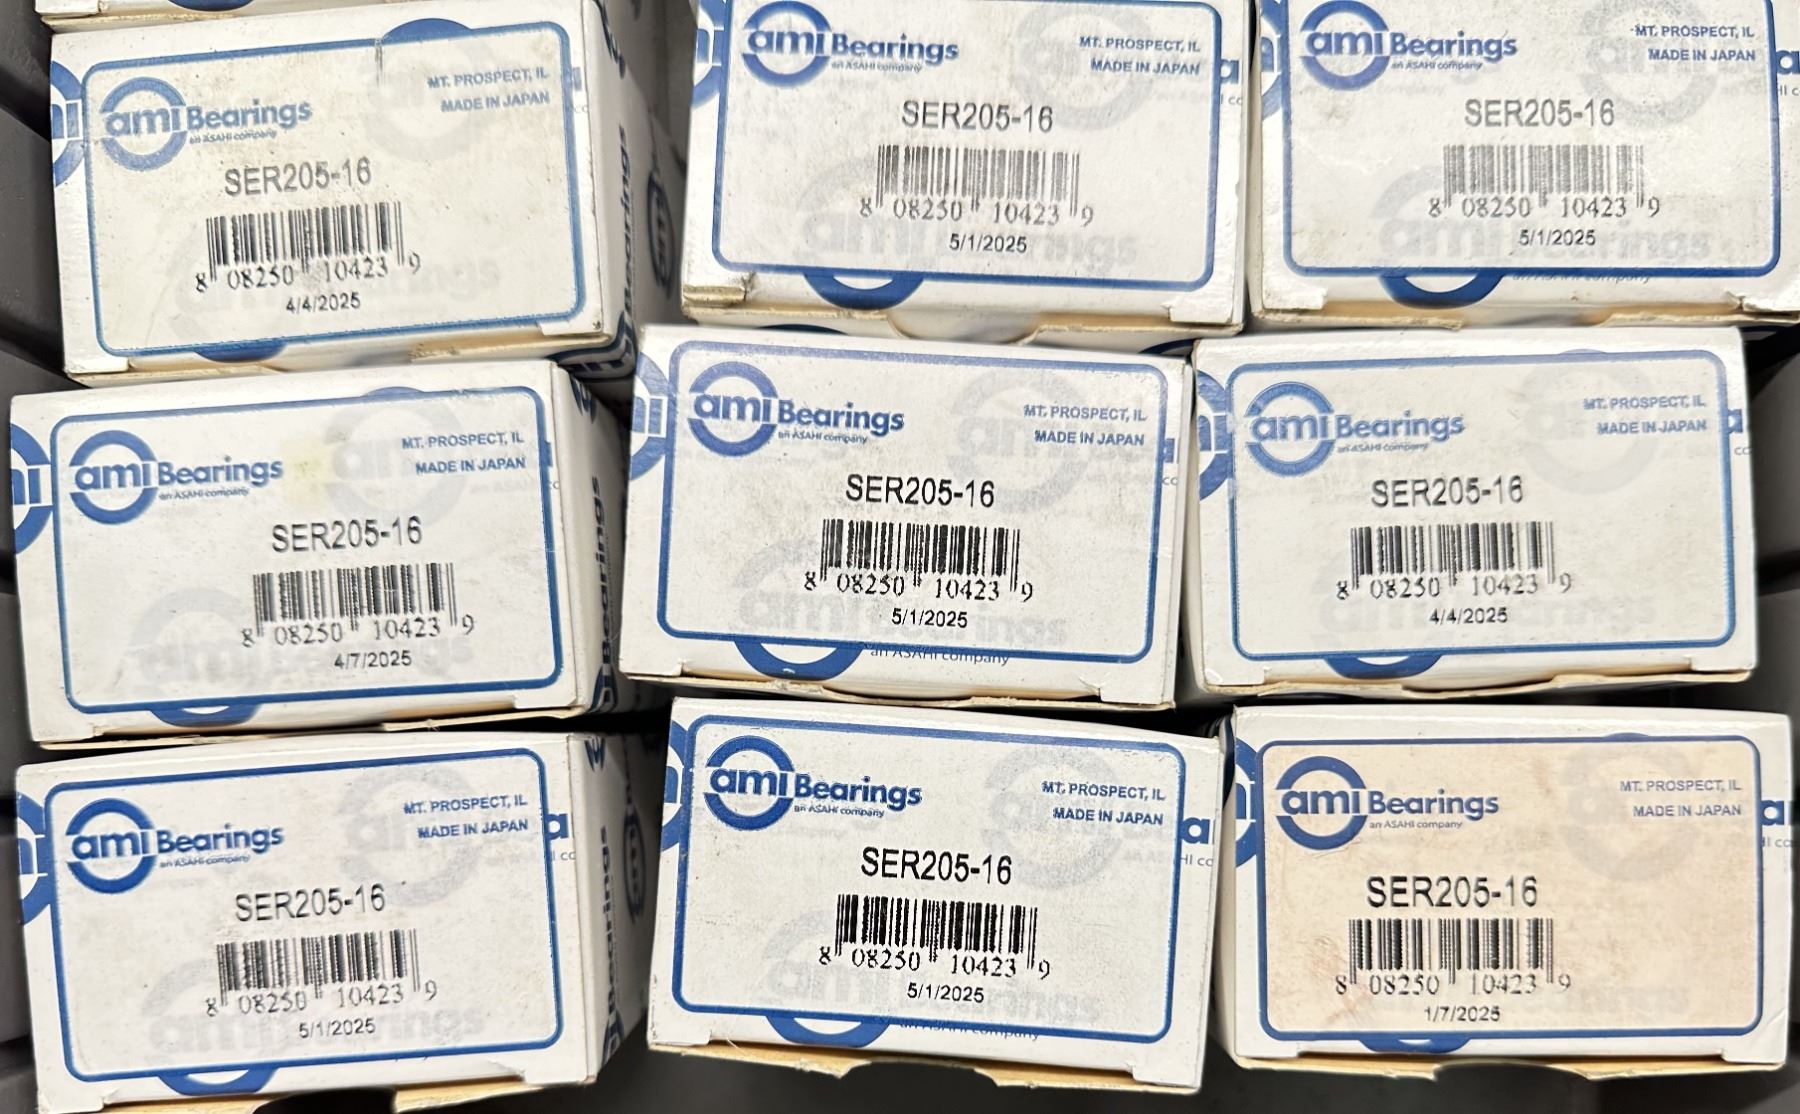 ami Bearings
an ASAHI company
MT. PROSPECT, IL
MADE IN JAPAN
SER205-16
8 08250 10423 9
4/4/2025
ami Bearings
an ASAHI company
MT. PROSPECT, IL
MADE IN JAPAN
SER205-16
8 08250 10423 9
5/1/2025
ami Bearings
an ASAHI company
MT. PROSPECT, IL
MADE IN JAPAN
SER205-16
8 08250 10423 9
5/1/2025
ami Bearings
an ASAHI company
MT. PROSPECT, IL
MADE IN JAPAN
SER205-16
8 08250 10423 9
4/7/2025
ami Bearings
an ASAHI company
MT. PROSPECT, IL
MADE IN JAPAN
SER205-16
8 08250 10423 9
5/1/2025
an ASAHI company
ami Bearings
an ASAHI company
MT. PROSPECT, IL
MADE IN JAPAN
SER205-16
8 08250 10423 9
4/4/2025
ami Bearings
an ASAHI company
MT. PROSPECT, IL
MADE IN JAPAN
SER205-16
8 08250 10423 9
5/1/2025
ami Bearings
an ASAHI company
MT. PROSPECT, IL
MADE IN JAPAN
SER205-16
8 08250 10423 9
5/1/2025
ami Bearings
an ASAHI company
MT. PROSPECT, IL
MADE IN JAPAN
SER205-16
8 08250 10423 9
1/7/2025